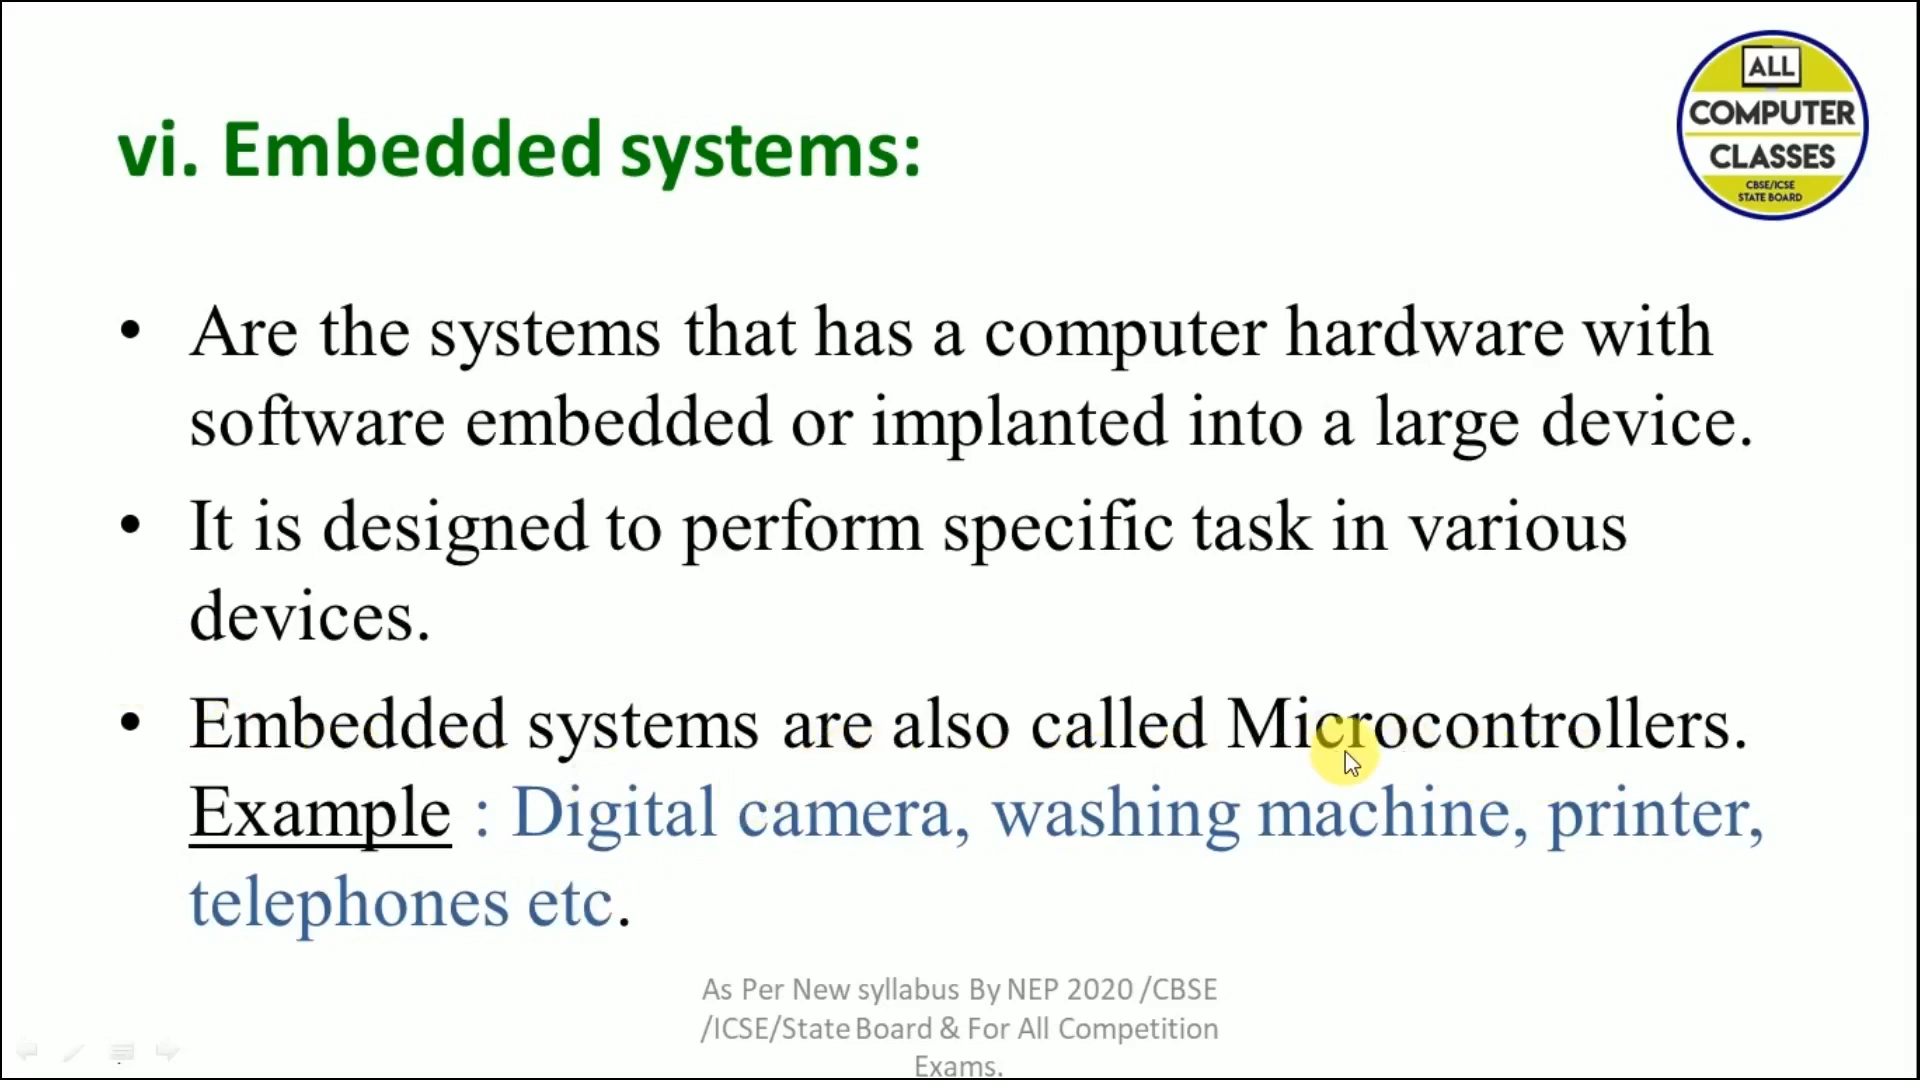 ALL
COMPUTER
CLASSES
CBSE/ICSE
STATE BOARD
vi. Embedded systems:
• Are the systems that has a computer hardware with
software embedded or implanted into a large device.
• It is designed to perform specific task in various
devices.
• Embedded systems are also called Microcontrollers.
Example : Digital camera, washing machine, printer,
telephones etc.
As Per New syllabus By NEP 2020 /CBSE
/ICSE/State Board & For All Competition
Exams.